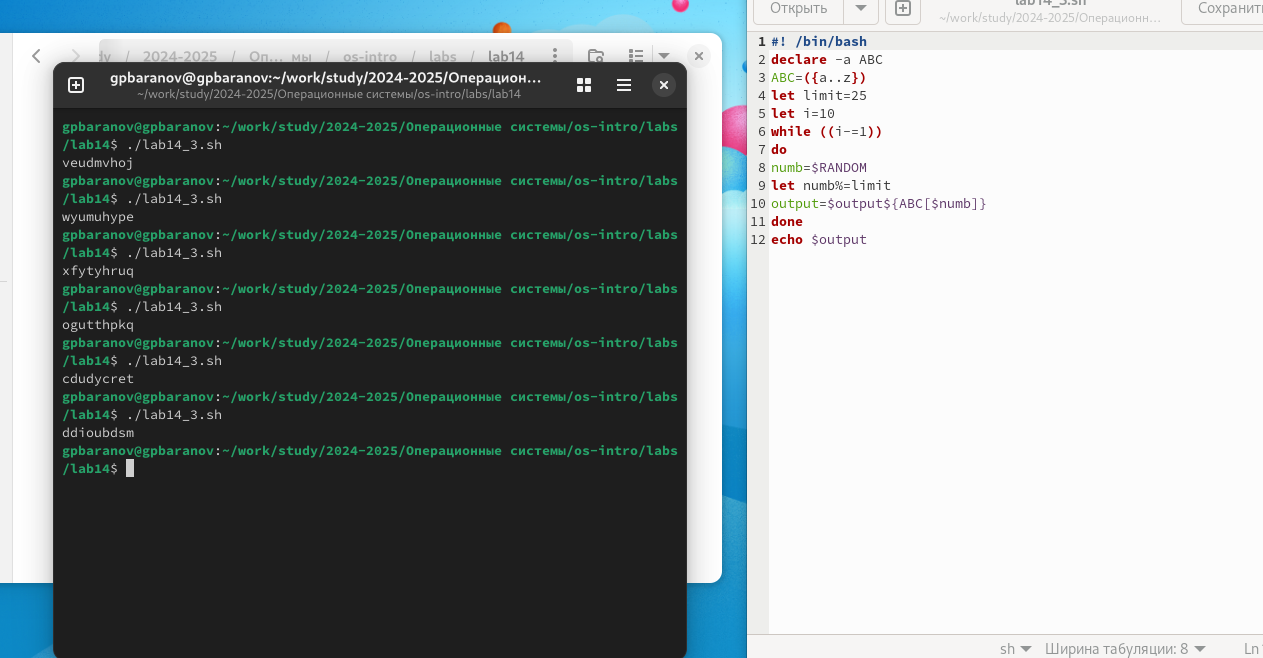 2024-2025 / Оп… мы / os-intro / labs / lab14
gpbaranov@gpbaranov:~/work/study/2024-2025/Операцион…
~/work/study/2024-2025/Операционные системы/os-intro/labs/lab14
gpbaranov@gpbaranov:~/work/study/2024-2025/Операционные системы/os-intro/labs
/lab14$ ./lab14_3.sh
veudmvhoj
gpbaranov@gpbaranov:~/work/study/2024-2025/Операционные системы/os-intro/labs
/lab14$ ./lab14_3.sh
wyumuhype
gpbaranov@gpbaranov:~/work/study/2024-2025/Операционные системы/os-intro/labs
/lab14$ ./lab14_3.sh
xfytyhruq
gpbaranov@gpbaranov:~/work/study/2024-2025/Операционные системы/os-intro/labs
/lab14$ ./lab14_3.sh
ogutthpkq
gpbaranov@gpbaranov:~/work/study/2024-2025/Операционные системы/os-intro/labs
/lab14$ ./lab14_3.sh
cdudycret
gpbaranov@gpbaranov:~/work/study/2024-2025/Операционные системы/os-intro/labs
/lab14$ ./lab14_3.sh
ddioubdsm
gpbaranov@gpbaranov:~/work/study/2024-2025/Операционные системы/os-intro/labs
/lab14$
Открыть
lab14_3.sh
~/work/study/2024-2025/Операционн…
Сохранить
1 #! /bin/bash
2 declare -a ABC
3 ABC=({a..z})
4 let limit=25
5 let i=10
6 while ((i-=1))
7 do
8 numb=$RANDOM
9 let numb%=limit
10 output=$output${ABC[$numb]}
11 done
12 echo $output
sh
Ширина табуляции: 8
Ln